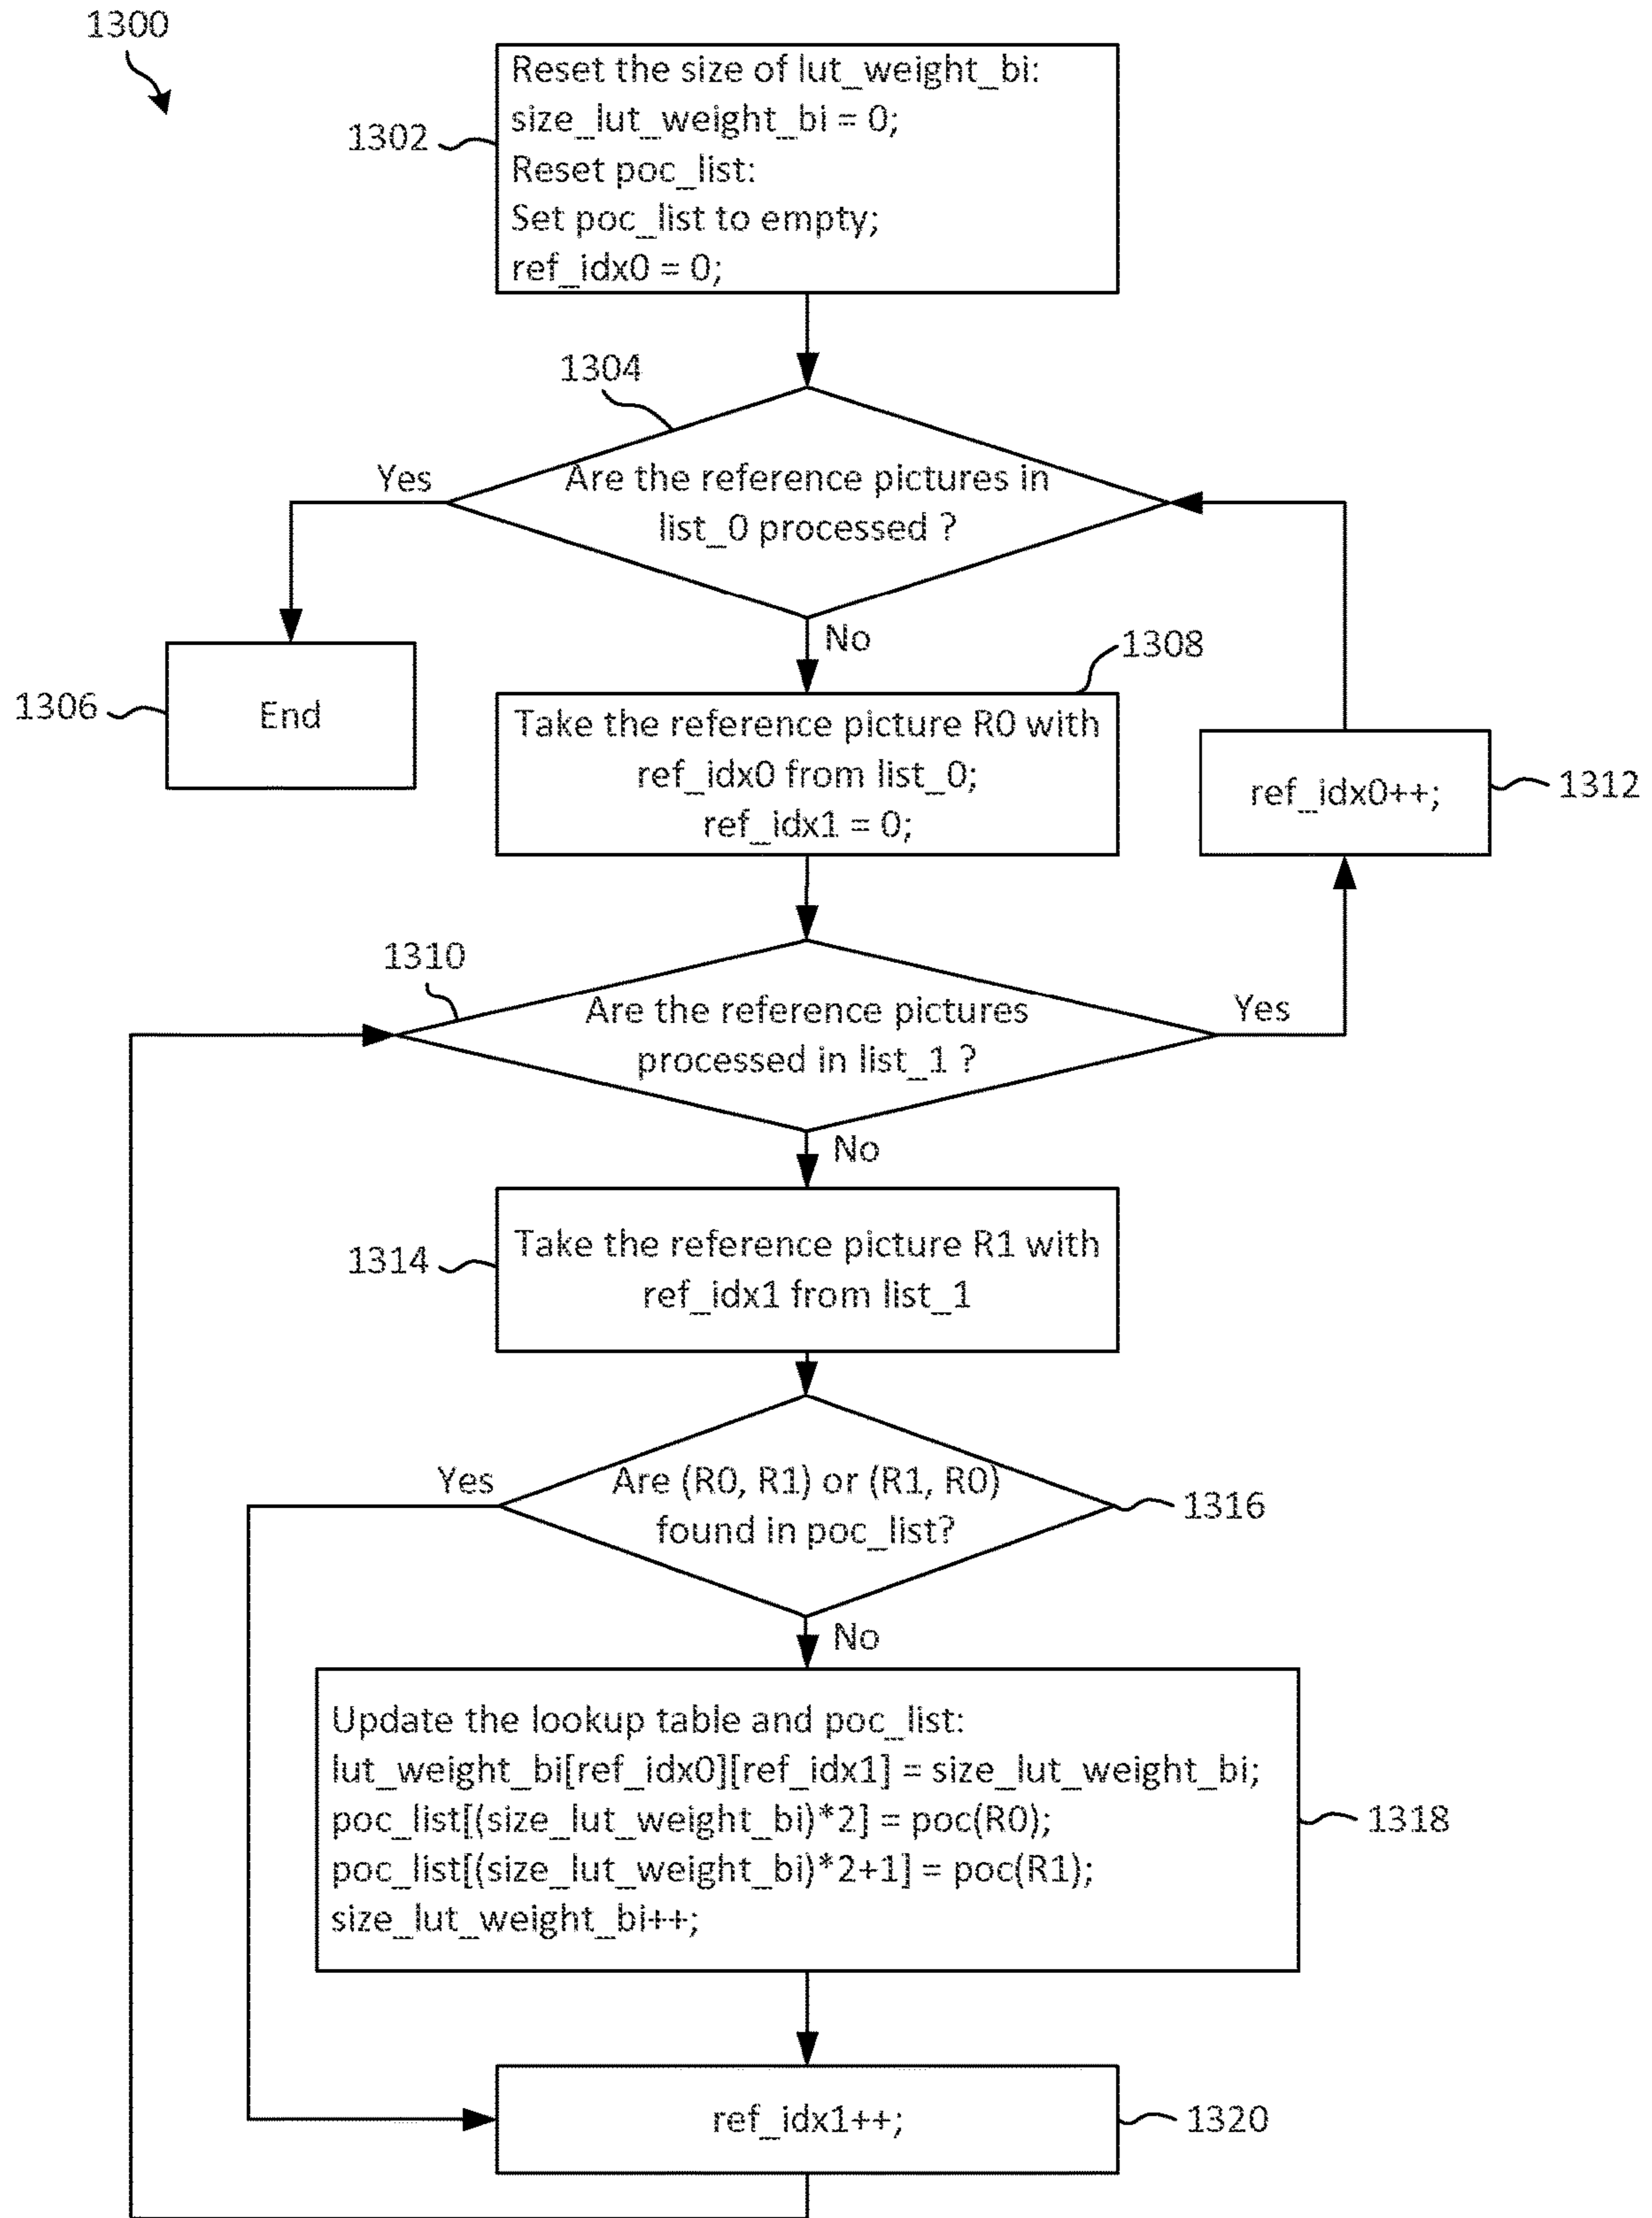 1300
1302
Reset the size of lut_weight_bi:
size_lut_weight_bi = 0;
Reset poc_list:
Set poc_list to empty;
ref_idx0 = 0;
1304
Yes
Are the reference pictures in
list_0 processed ?
No
1306
End
1308
Take the reference picture R0 with
ref_idx0 from list_0;
ref_idx1 = 0;
ref_idx0++;
1312
1310
Are the reference pictures
processed in list_1 ?
Yes
No
1314
Take the reference picture R1 with
ref_idx1 from list_1
Yes
Are (R0, R1) or (R1, R0)
found in poc_list?
1316
No
Update the lookup table and poc_list:
lut_weight_bi[ref_idx0][ref_idx1] = size_lut_weight_bi;
poc_list[(size_lut_weight_bi)*2] = poc(R0);
poc_list[(size_lut_weight_bi)*2+1] = poc(R1);
size_lut_weight_bi++;
1318
ref_idx1++;
1320